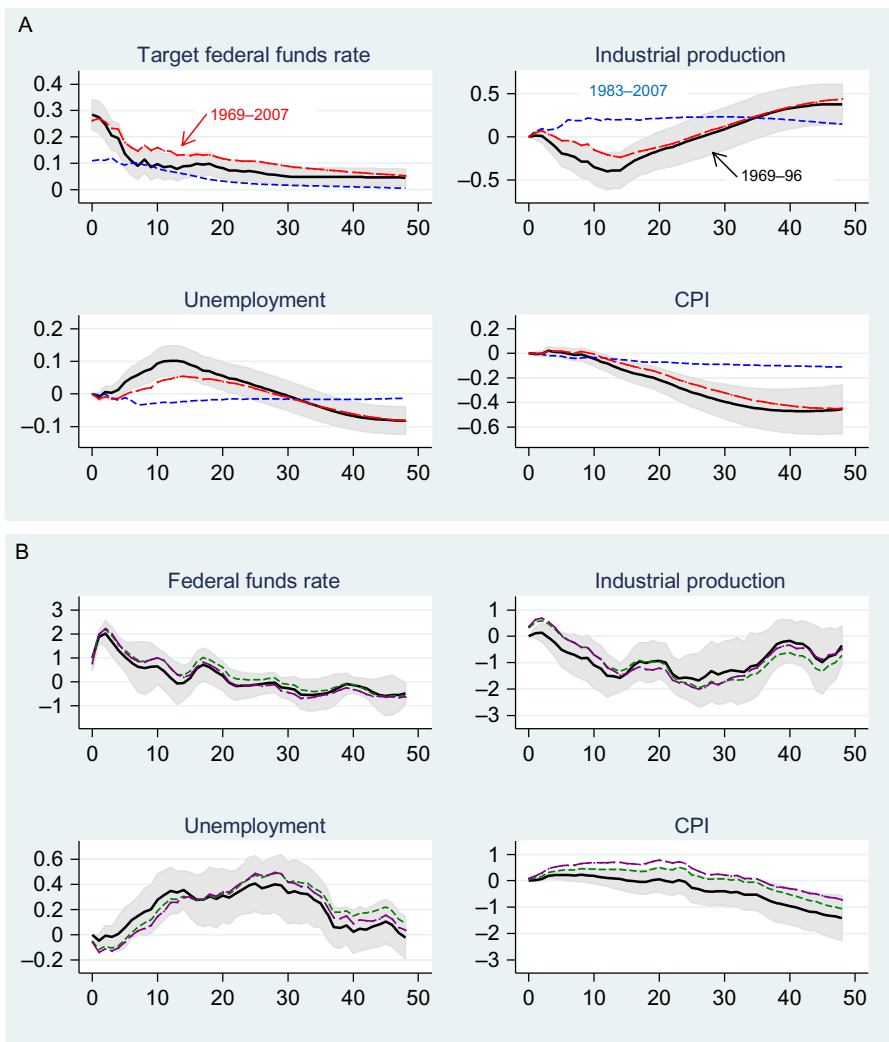 A
Target federal funds rate
0.4
0.3
0.2
0.1
0
1969–2007
0 10 20 30 40 50
Industrial production
0.5
0
–0.5
1983–2007
1969–96
0 10 20 30 40 50
Unemployment
0.2
0.1
0
–0.1
0 10 20 30 40 50
CPI
0.2
0
–0.2
–0.4
–0.6
0 10 20 30 40 50
B
Federal funds rate
3
2
1
0
–1
0 10 20 30 40 50
Industrial production
1
0
–1
–2
–3
0 10 20 30 40 50
Unemployment
0.6
0.4
0.2
0
–0.2
0 10 20 30 40 50
CPI
1
0
–1
–2
–3
0 10 20 30 40 50